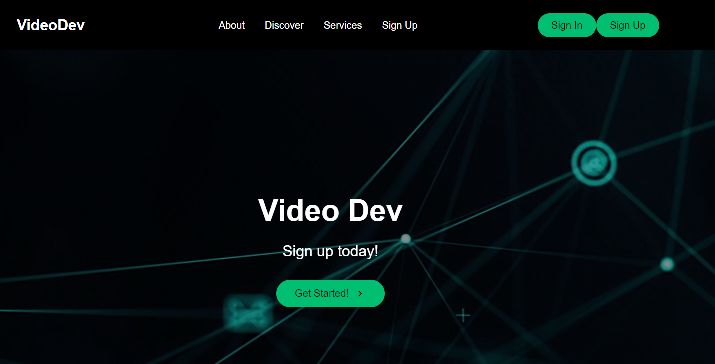 VideoDev About Discover Services Sign Up Sign In Sign Up
Video Dev
Sign up today!
Get Started!